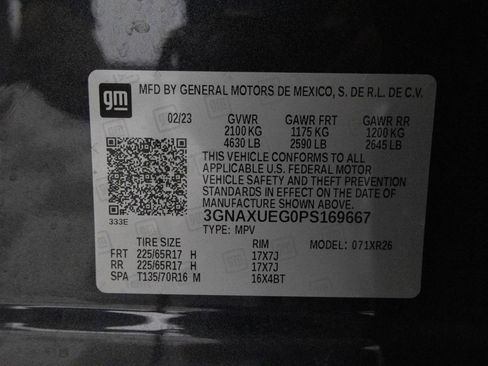 gm
MFD BY GENERAL MOTORS DE MEXICO, S. DE R.L. DE C.V.
02/23 GVWR GAWR FRT GAWR RR
2100 KG 1175 KG 1200 KG
4630 LB 2590 LB 2645 LB
THIS VEHICLE CONFORMS TO ALL
APPLICABLE U.S. FEDERAL MOTOR
VEHICLE SAFETY AND THEFT PREVENTION
STANDARDS IN EFFECT ON THE DATE OF
MANUFACTURE SHOWN ABOVE.
3GNAXUEG0PS169667
333E TYPE: MPV
TIRE SIZE RIM MODEL: 071XR26
FRT 225/65R17 H 17X7J
RR 225/65R17 H 17X7J
SPA T135/70R16 M 16X4BT